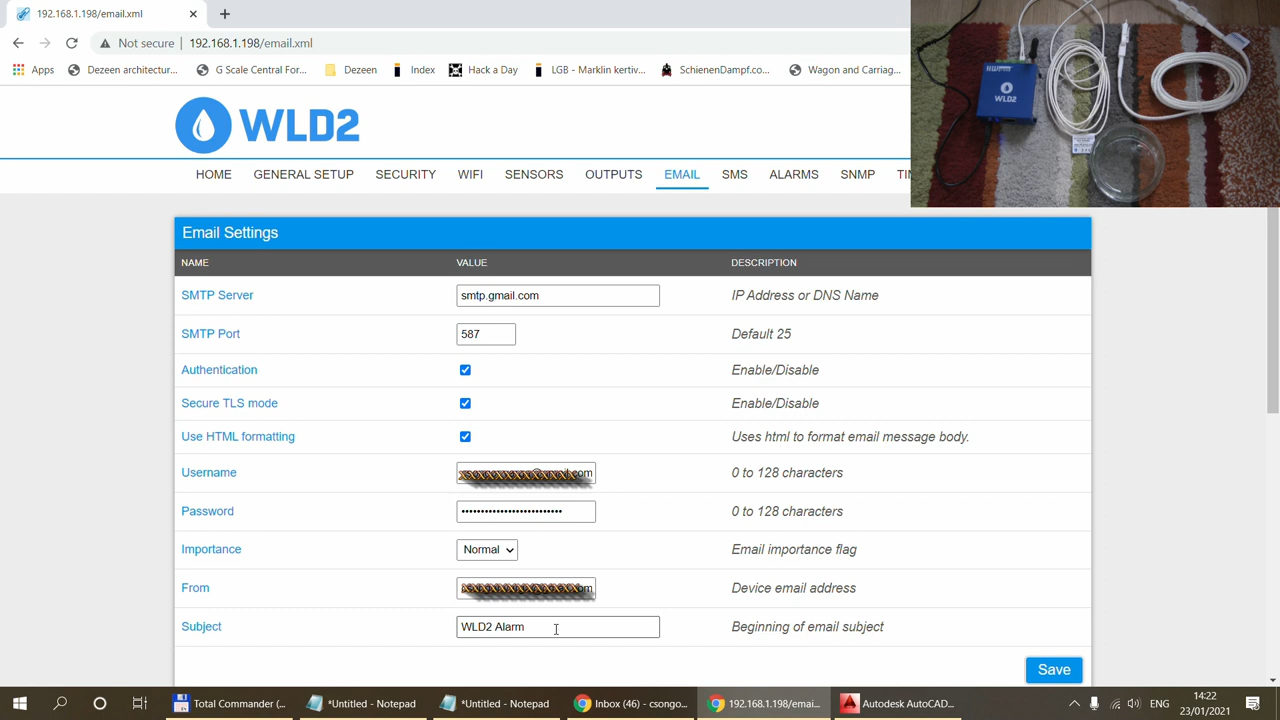 192.168.1.198/email.xml
Not secure 192.168.1.198/email.xml
Apps Dezeen architectur... G Scale Central For... Dezeen Index Hack a Day LGB - Marklin kertiv... SchienenDampf.co... Wagon and Carriag...
WLD2
WLD2
HOME GENERAL SETUP SECURITY WIFI SENSORS OUTPUTS EMAIL SMS ALARMS SNMP
Email Settings
NAME VALUE DESCRIPTION
SMTP Server smtp.gmail.com IP Address or DNS Name
SMTP Port 587 Default 25
Authentication Enable/Disable
Secure TLS mode Enable/Disable
Use HTML formatting Uses html to format email message body.
Username 0 to 128 characters
Password •••••••••••••••••••••••••• 0 to 128 characters
Importance Normal Email importance flag
From Device email address
Subject WLD2 Alarm Beginning of email subject
Save
Total Commander (... *Untitled - Notepad *Untitled - Notepad Inbox (46) - csongo... 192.168.1.198/emai... Autodesk AutoCAD... ENG 14:22
23/01/2021